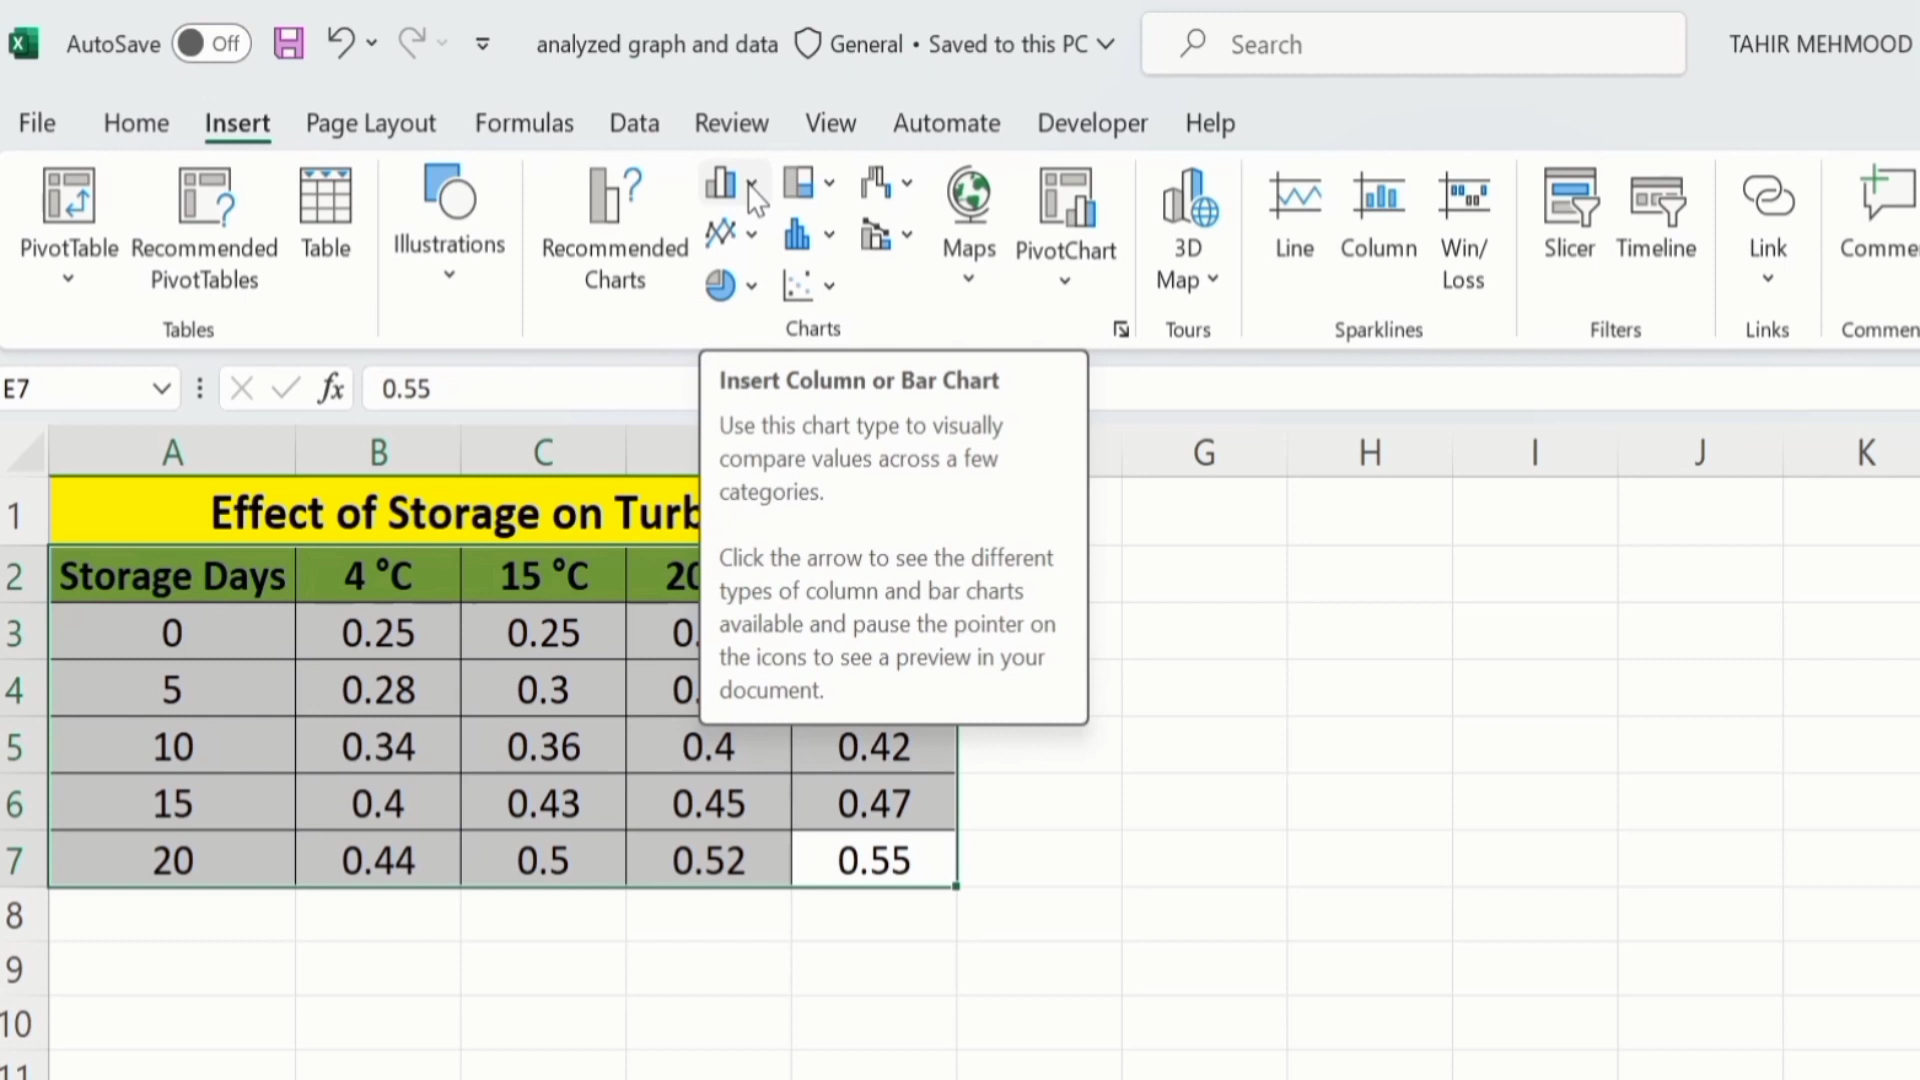 AutoSave Off analyzed graph and data General • Saved to this PC Search TAHIR MEHMOOD
File Home Insert Page Layout Formulas Data Review View Automate Developer Help
PivotTable
Recommended
PivotTables
Table
Illustrations
Recommended
Charts
Maps
PivotChart
3D
Map
Line
Column
Win/
Loss
Slicer
Timeline
Link
Commen
Tables Charts Tours Sparklines Filters Links Commen
E7 fx 0.55
Insert Column or Bar Chart
Use this chart type to visually
compare values across a few
categories.
Click the arrow to see the different
types of column and bar charts
available and pause the pointer on
the icons to see a preview in your
document.
A B C G H I J K
1 Effect of Storage on Turb
2 Storage Days 4 °C 15 °C 20
3 0 0.25 0.25 0.
4 5 0.28 0.3 0.
5 10 0.34 0.36 0.4 0.42
6 15 0.4 0.43 0.45 0.47
7 20 0.44 0.5 0.52 0.55
8
9
10
11